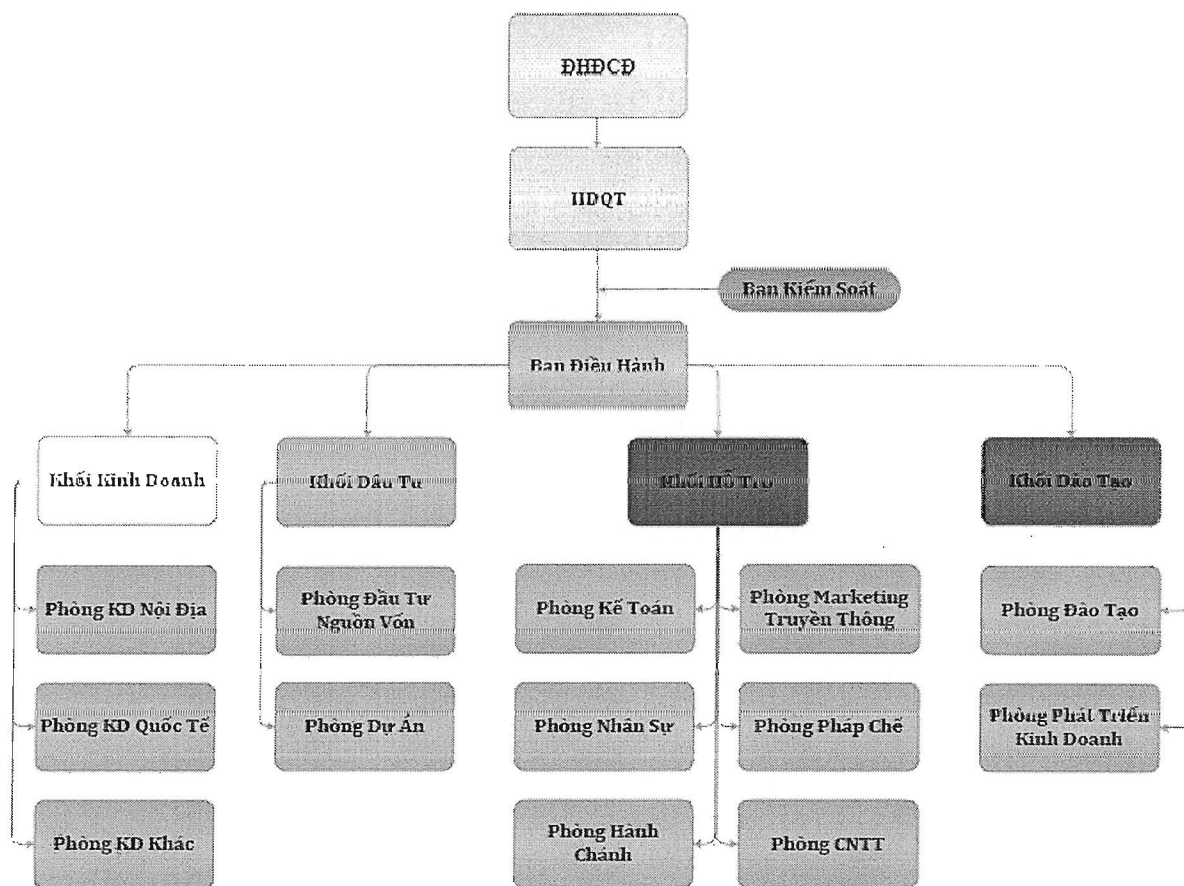 ĐHĐCĐ
HĐQT
Ban Kiểm Soát
Ban Điều Hành
Khối Kinh Doanh
Khối Đầu Tư
Khối Hỗ Trợ
Khối Đào Tạo
Phòng KD Nội Địa
Phòng Đầu Tư
Nguồn Vốn
Phòng Kế Toán
Phòng Marketing
Truyền Thông
Phòng Đào Tạo
Phòng KD Quốc Tế
Phòng Dự Án
Phòng Nhân Sự
Phòng Pháp Chế
Phòng Phát Triển
Kinh Doanh
Phòng KD Khác
Phòng Hành
Chánh
Phòng CNTT